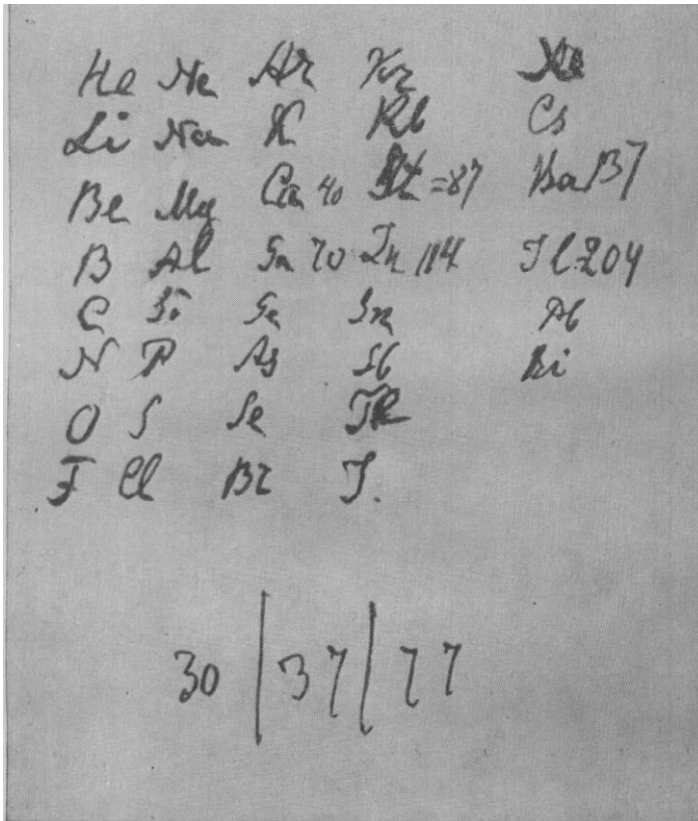 He Ne Ar Kr Xe
Li Na K Rb Cs
Be Mg Ca 40 Sr =87 Ba 137
B Al Ga 70 In 114 Tl 204
C Si Ge Sn Pb
N P As Sb Bi
O S Se Te
F Cl Br J.
30 | 37 | 77